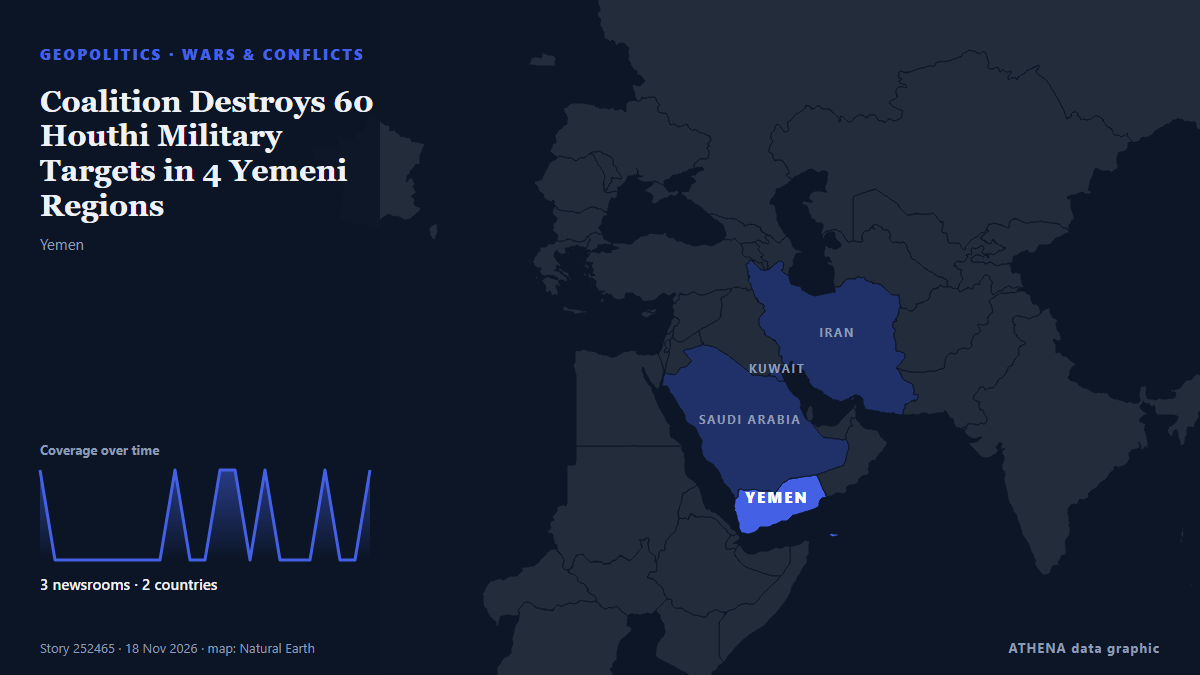 GEOPOLITICS · WARS & CONFLICTS
Coalition Destroys 60
Houthi Military
Targets in 4 Yemeni
Regions
Yemen
IRAN
KUWAIT
SAUDI ARABIA
YEMEN
Coverage over time
3 newsrooms · 2 countries
Story 252465 · 18 Nov 2026 · map: Natural Earth
ATHENA data graphic